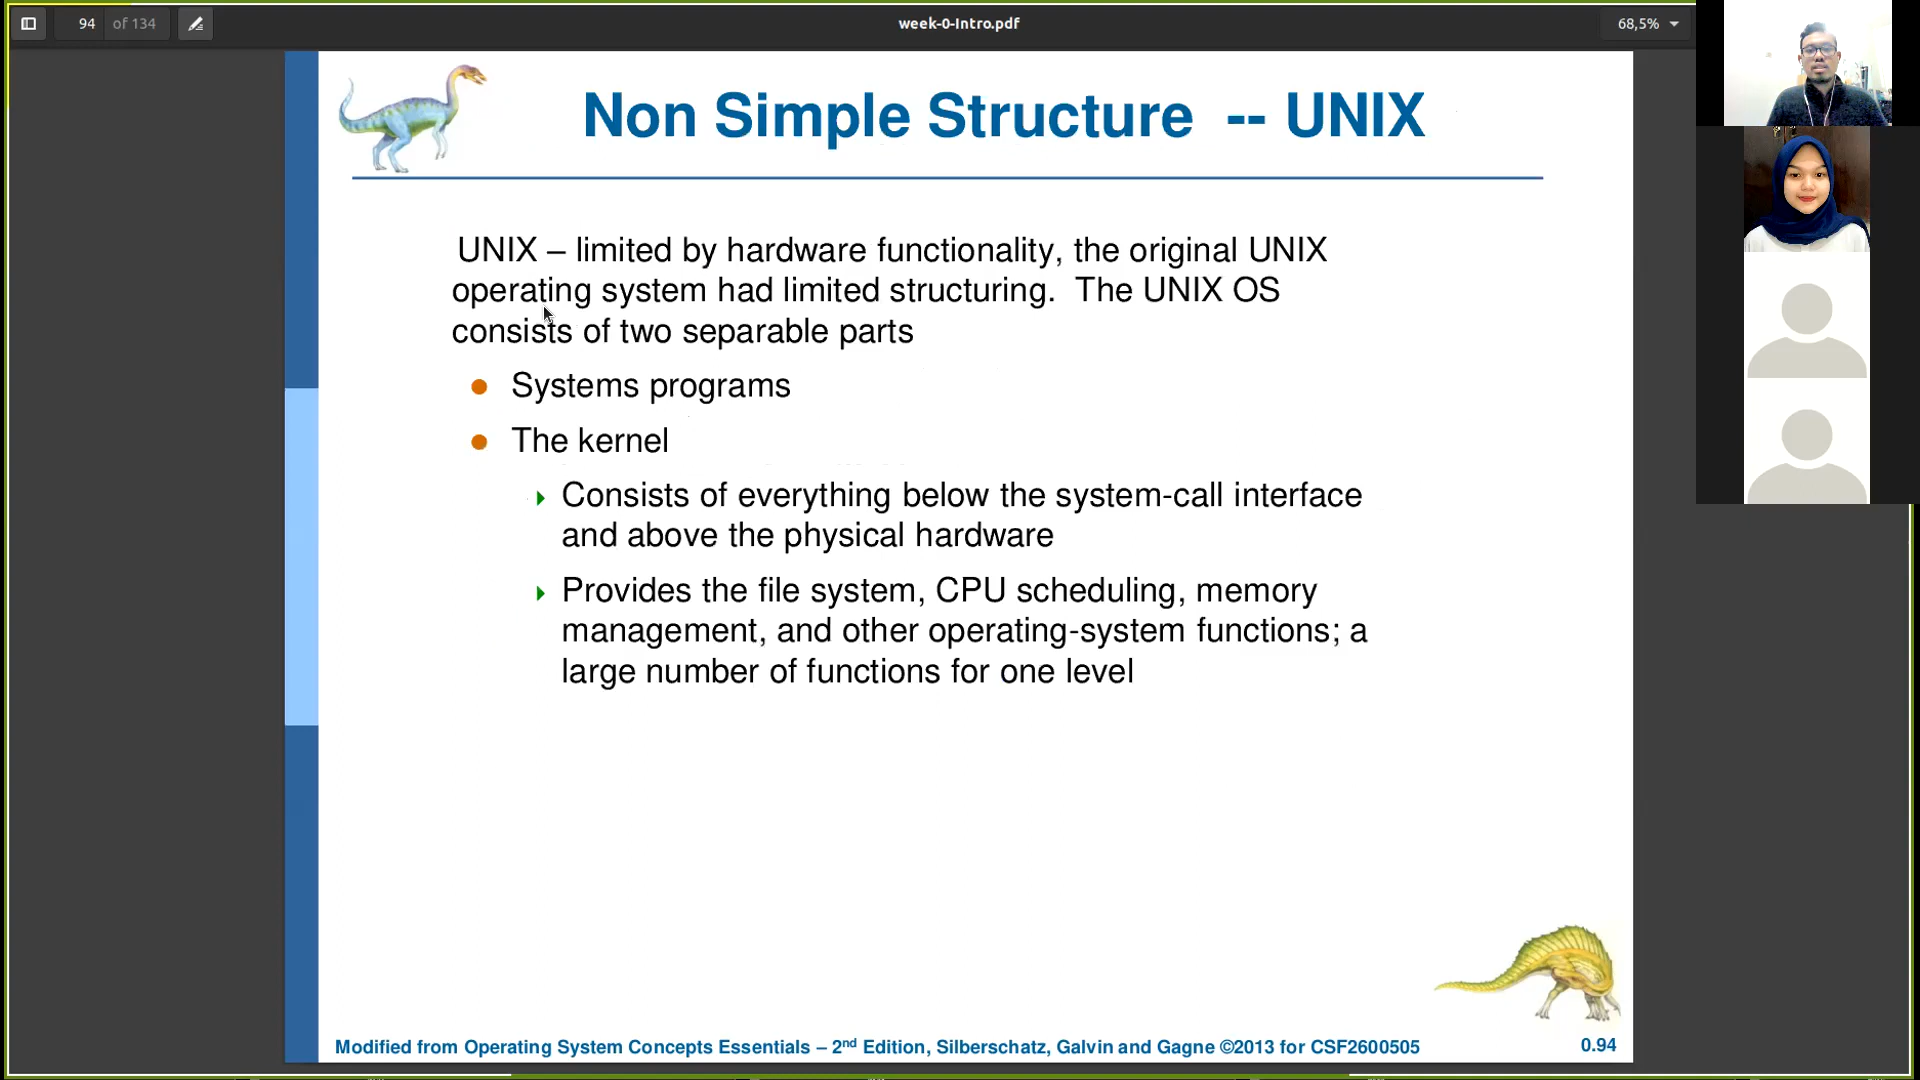 94 of 134
week-0-Intro.pdf
68,5%
Non Simple Structure -- UNIX
UNIX – limited by hardware functionality, the original UNIX
operating system had limited structuring. The UNIX OS
consists of two separable parts
Systems programs
The kernel
Consists of everything below the system-call interface
and above the physical hardware
Provides the file system, CPU scheduling, memory
management, and other operating-system functions; a
large number of functions for one level
Modified from Operating System Concepts Essentials – 2nd Edition, Silberschatz, Galvin and Gagne ©2013 for CSF2600505
0.94